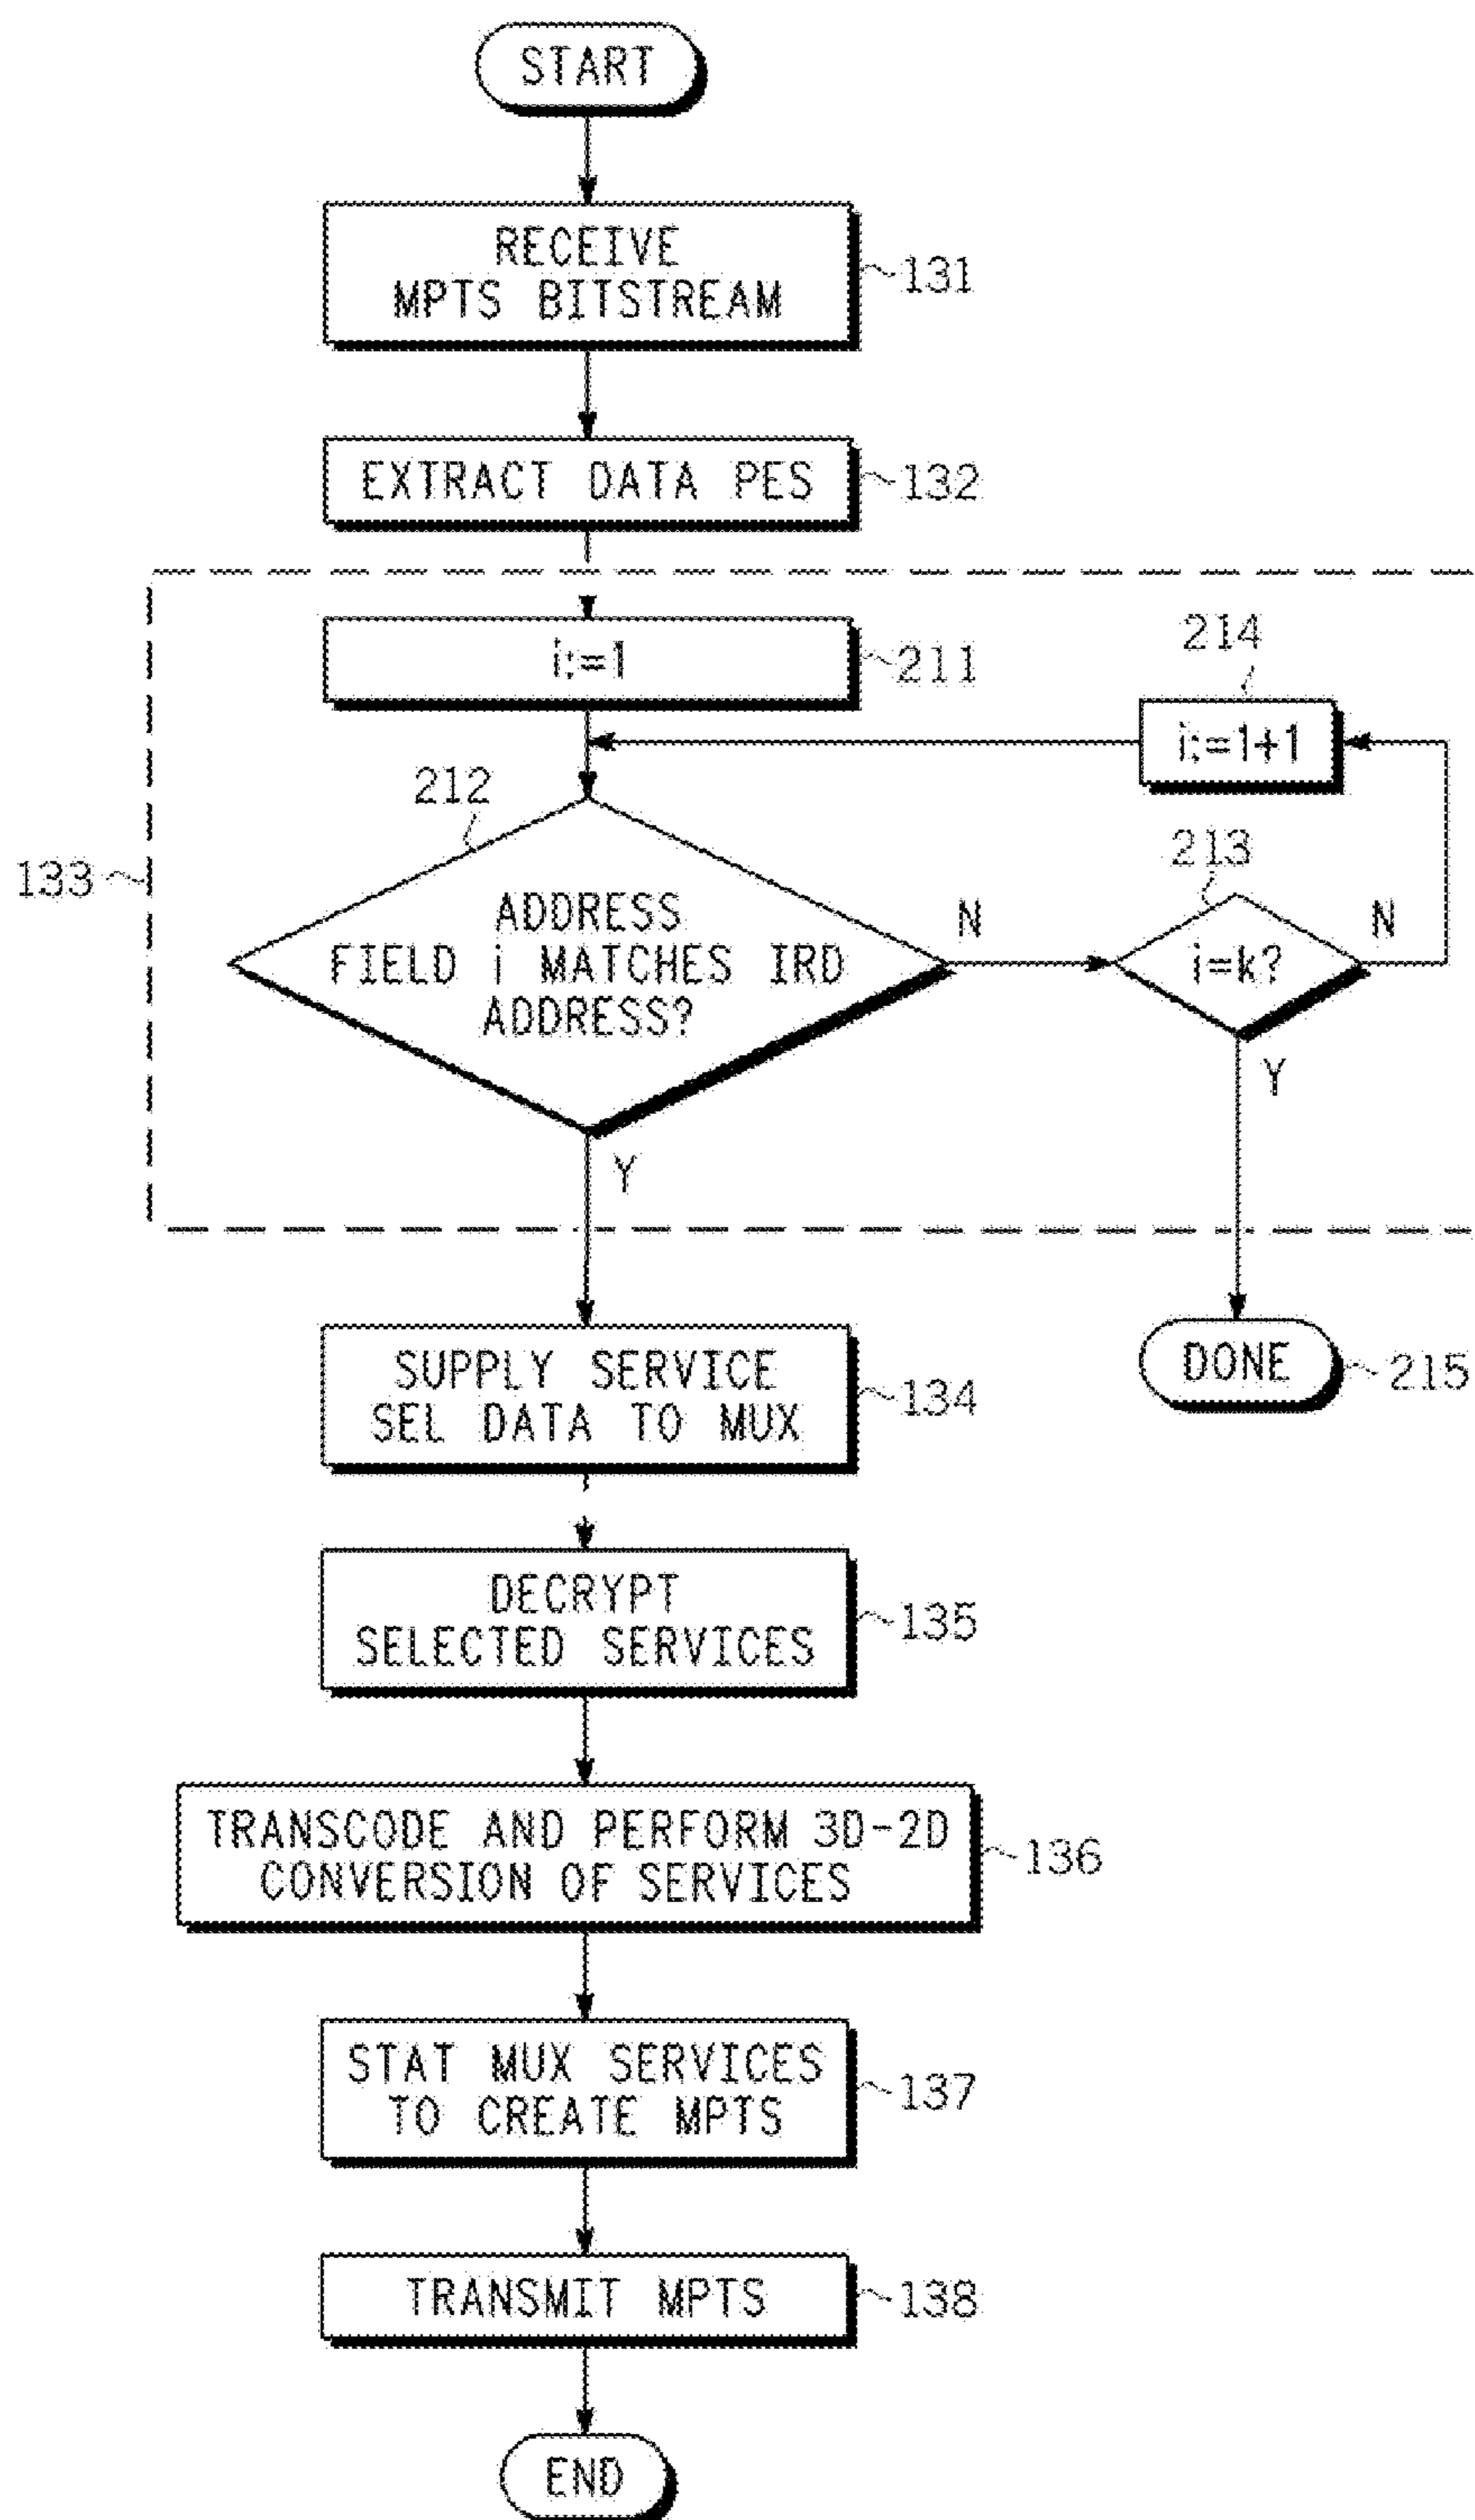 START
RECEIVE
MPTS BITSTREAM
131
EXTRACT DATA PES
132
i:=1
211
214
i:=1+1
212
213
133
ADDRESS
FIELD i MATCHES IRD
ADDRESS?
N
i=k?
N
Y
Y
SUPPLY SERVICE
SEL DATA TO MUX
134
DONE
215
DECRYPT
SELECTED SERVICES
135
TRANSCODE AND PERFORM 3D-2D
CONVERSION OF SERVICES
136
STAT MUX SERVICES
TO CREATE MPTS
137
TRANSMIT MPTS
138
END